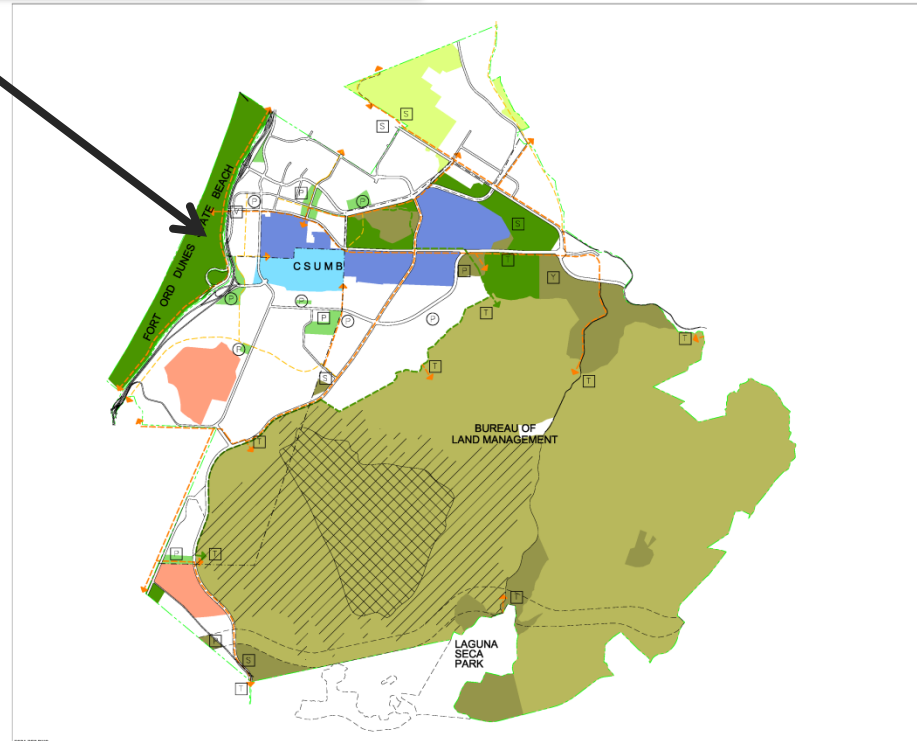 S
S
P
P
P
FORT ORD DUNES STATE BEACH
S
CSUMB
T
P
P
T
P
P
P
T
R
T
S
T
BUREAU OF
LAND MANAGEMENT
T
P
T
T
LAGUNA
SECA
PARK
S
T